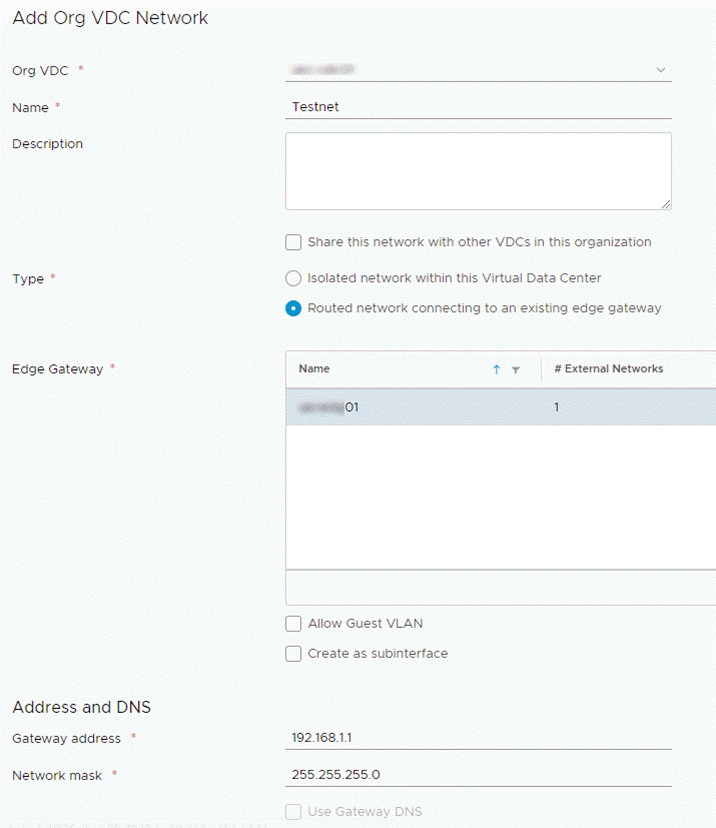 Add Org VDC Network
Org VDC *
Name * Testnet
Description
Share this network with other VDCs in this organization
Type * Isolated network within this Virtual Data Center
Routed network connecting to an existing edge gateway
Name # External Networks
Edge Gateway *
01 1
Allow Guest VLAN
Create as subinterface
Address and DNS
Gateway address * 192.168.1.1
Network mask * 255.255.255.0
Use Gateway DNS